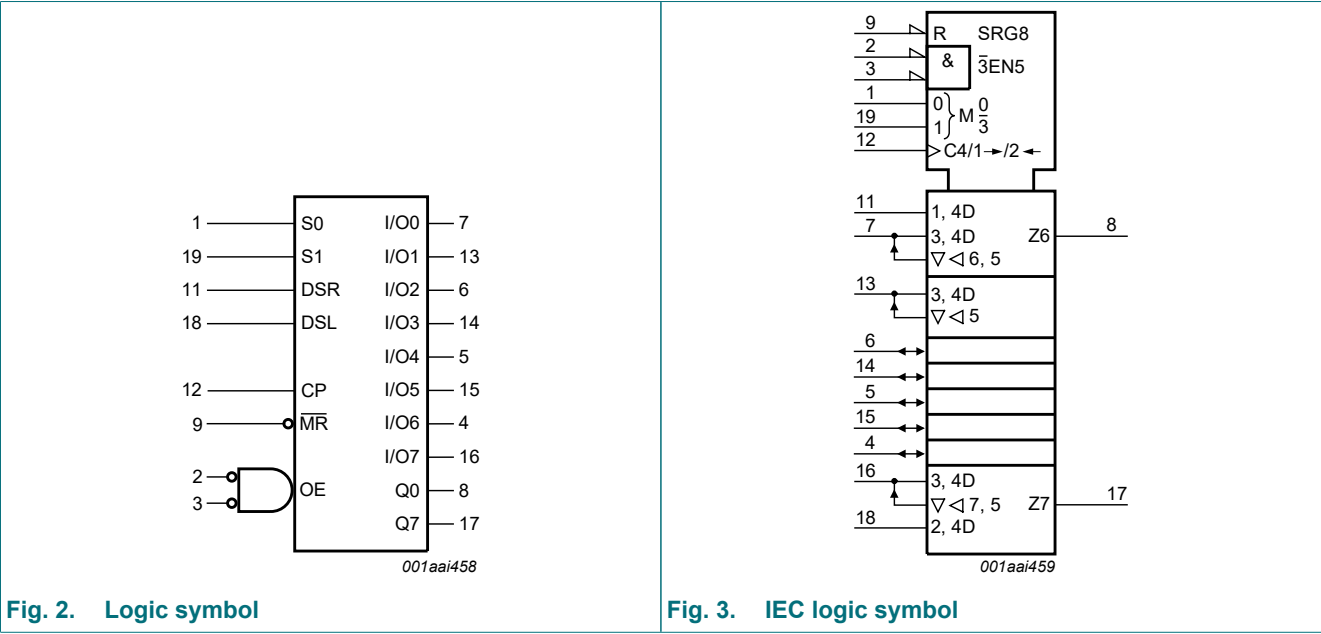 1 S0 I/O0 7
19 S1 I/O1 13
11 DSR I/O2 6
18 DSL I/O3 14
I/O4 5
12 CP I/O5 15
9 M̅R̅ I/O6 4
I/O7 16
2
3 OE Q0 8
Q7 17
001aai458
Fig. 2. Logic symbol
9 R SRG8
2 & 3̅EN5
3
1 0 } M 0/3
19 1
12 C4/1→/2←
11 1, 4D
7 3, 4D Z6 8
▽ ◁ 6, 5
13 3, 4D
▽ ◁ 5
6
14
5
15
4
16 3, 4D
▽ ◁ 7, 5 Z7 17
18 2, 4D
001aai459
Fig. 3. IEC logic symbol